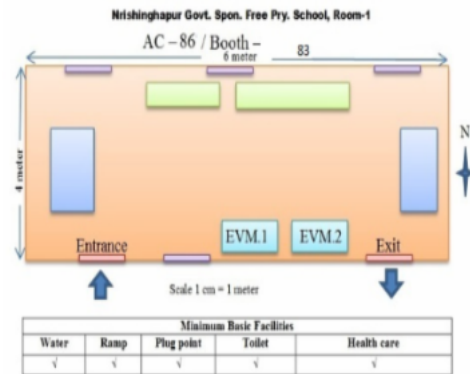 Nrishinghapur Govt. Spon. Free Pry. School, Room-1
AC – 86 / Booth – 83
6 meter
4 meter
N
EVM.1 EVM.2
Entrance Exit
Scale 1 cm = 1 meter
Minimum Basic Facilities
Water Ramp Plug point Toilet Health care
√ √ √ √ √